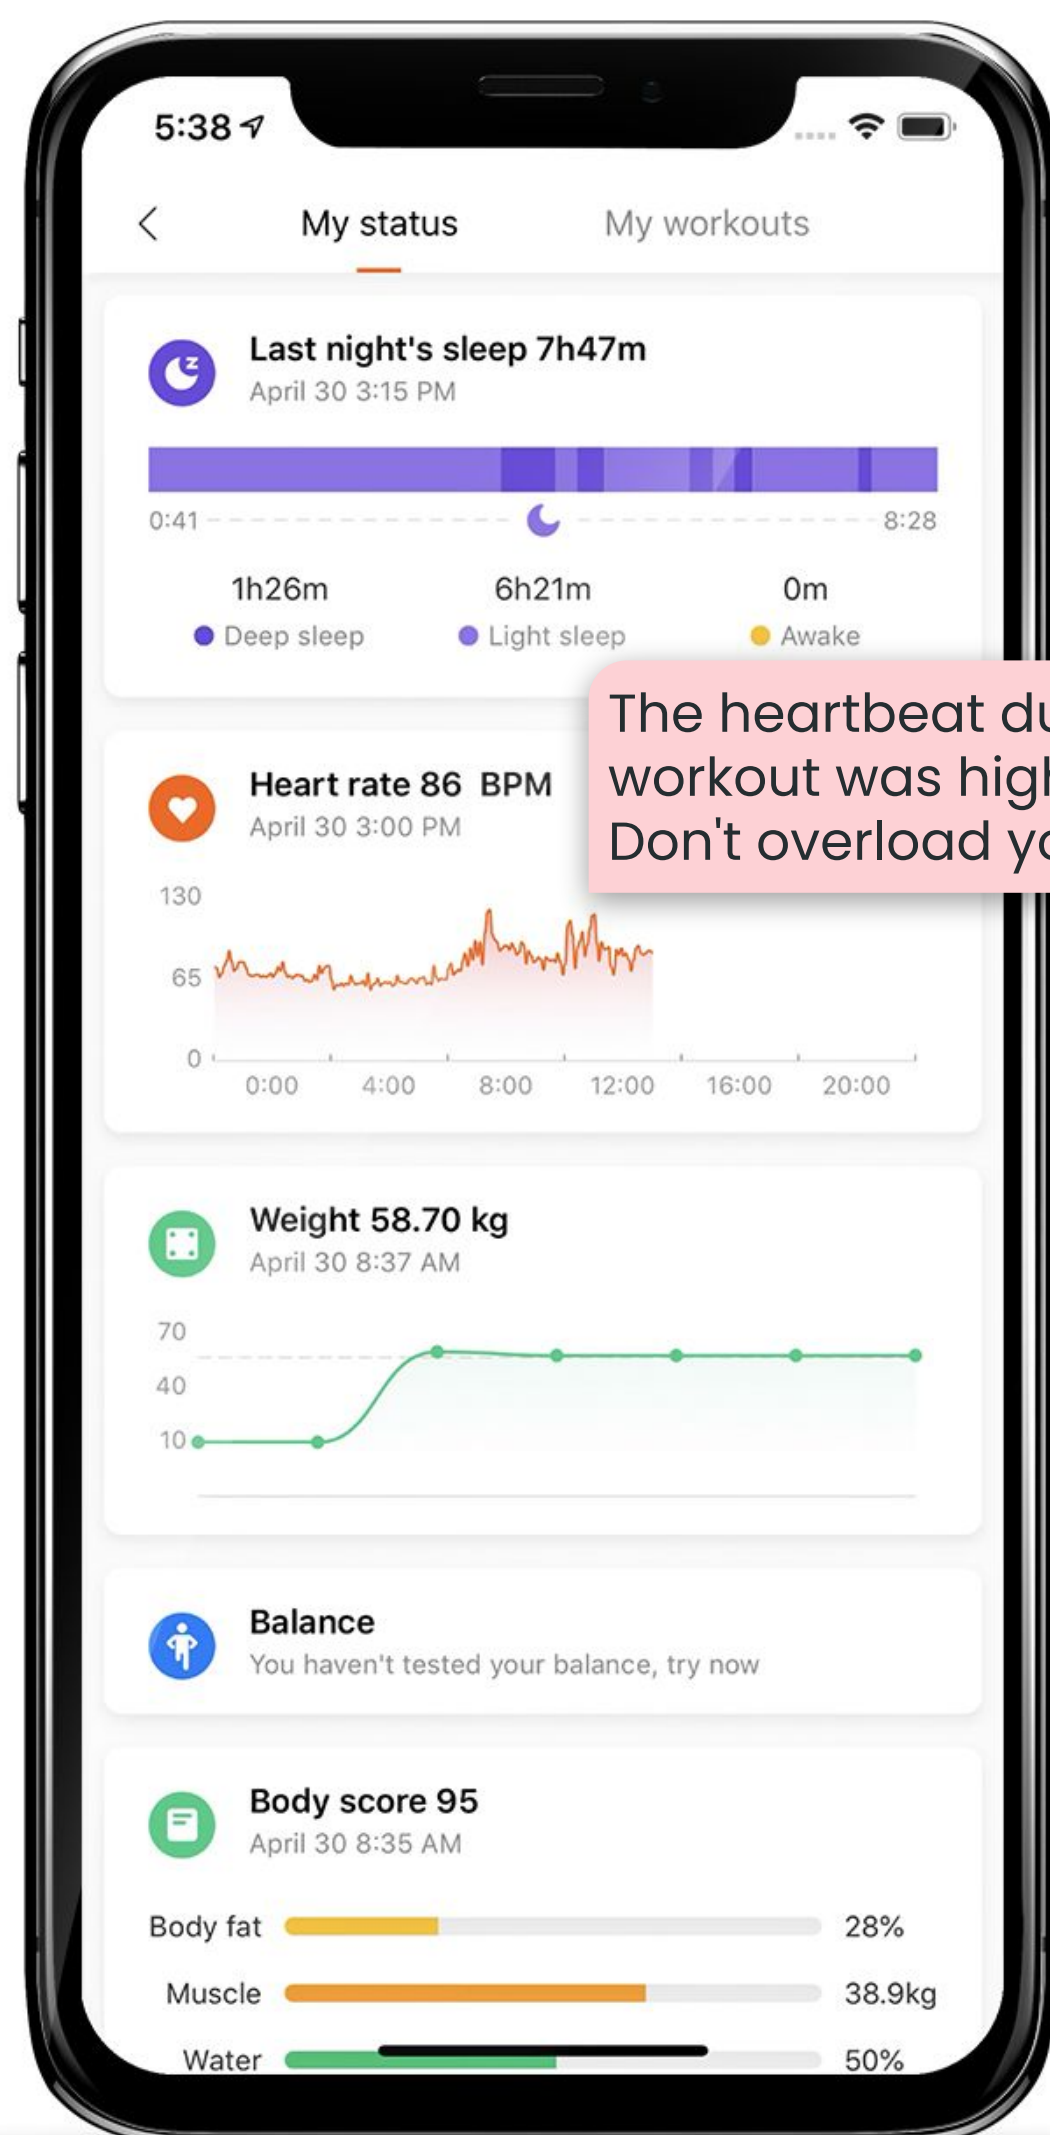 5:38
My status My workouts
Last night's sleep 7h47m
April 30 3:15 PM
0:41 8:28
1h26m 6h21m 0m
Deep sleep Light sleep Awake
The heartbeat
workout was
Don't overload
Heart rate 86 BPM
April 30 3:00 PM
130
65
0
0:00 4:00 8:00 12:00 16:00 20:00
Weight 58.70 kg
April 30 8:37 AM
70
40
10
Balance
You haven't tested your balance, try now
Body score 95
April 30 8:35 AM
Body fat 28%
Muscle 38.9kg
Water 50%